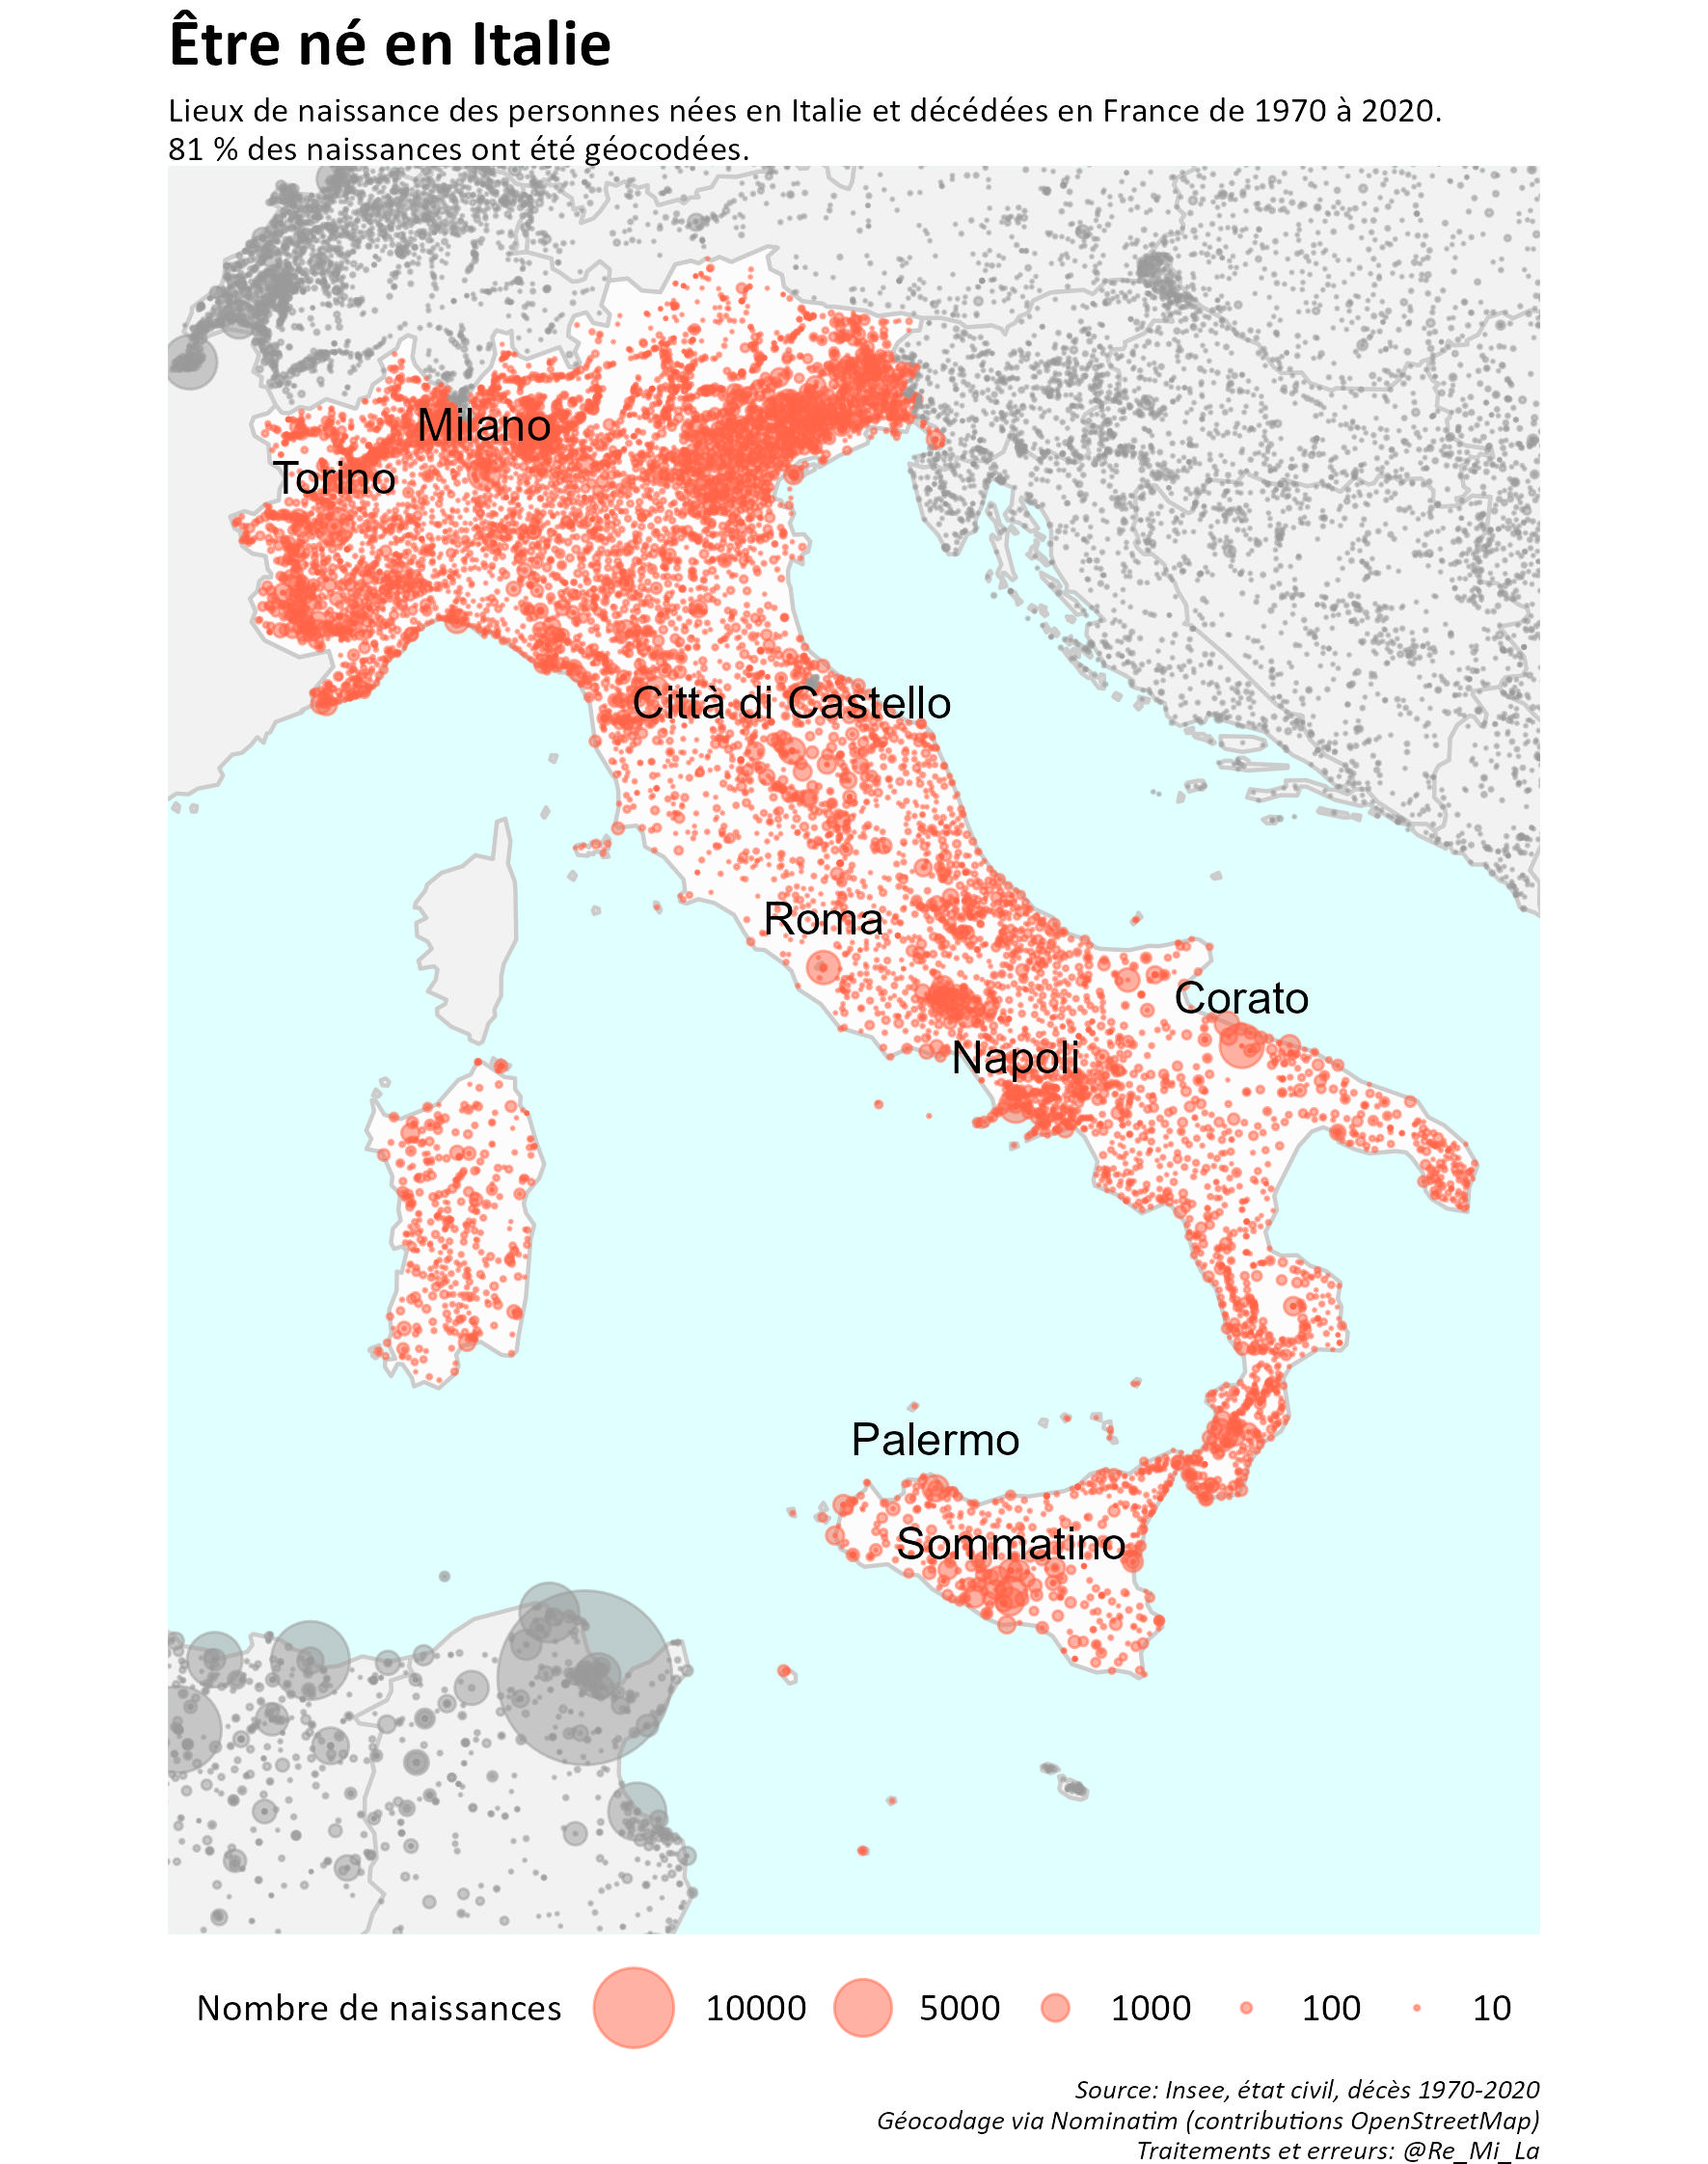 Être né en Italie
Lieux de naissance des personnes nées en Italie et décédées en France de 1970 à 2020.
81 % des naissances ont été géocodées.
Milano
Torino
Città di Castello
Roma
Corato
Napoli
Palermo
Sommatino
Nombre de naissances 10000 5000 1000 100 10
Source: Insee, état civil, décès 1970-2020
Géocodage via Nominatim (contributions OpenStreetMap)
Traitements et erreurs: @Re_Mi_La